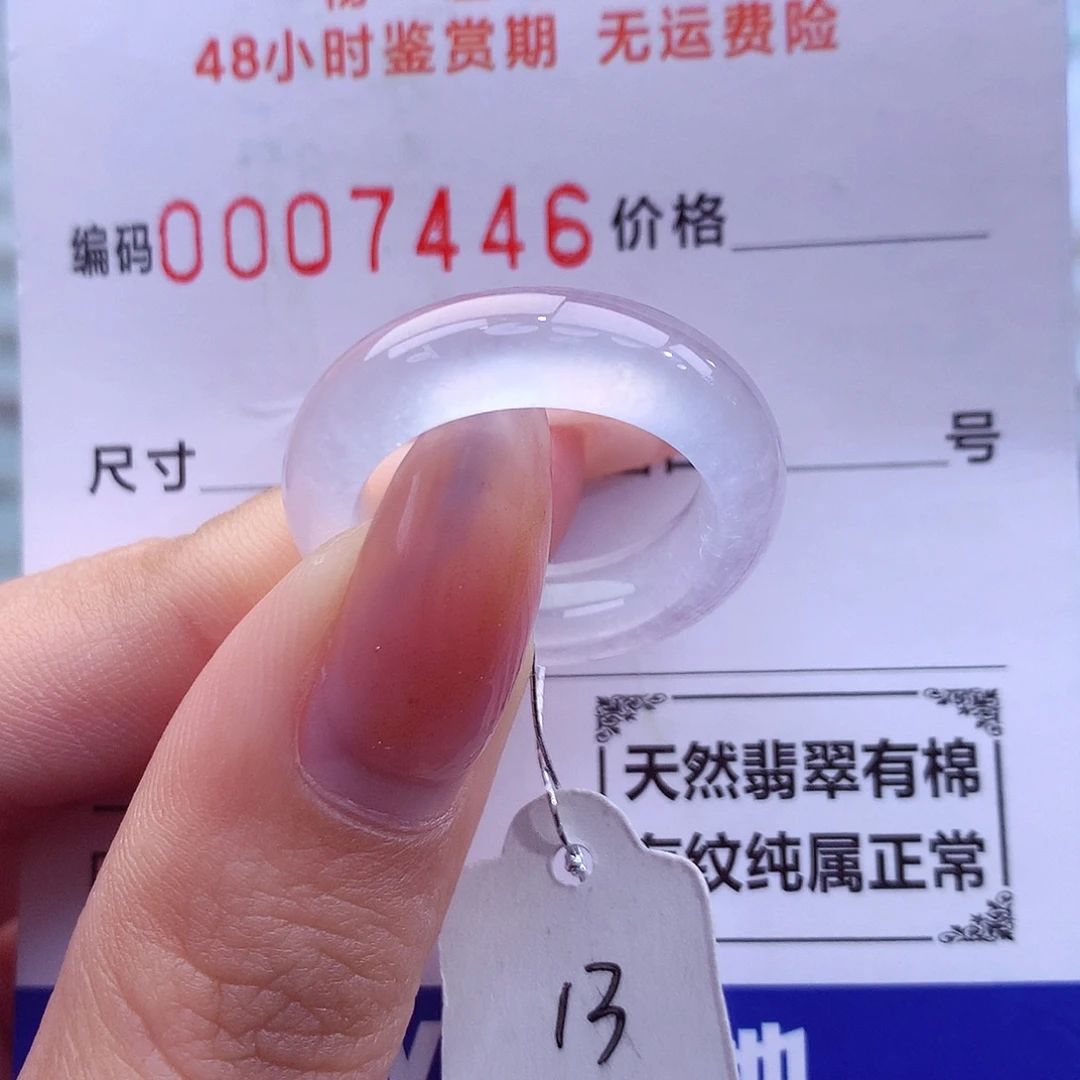 48小时鉴赏期 无运费险
编码0007446价格
尺寸 号
天然翡翠有棉
纹纯属正常
13